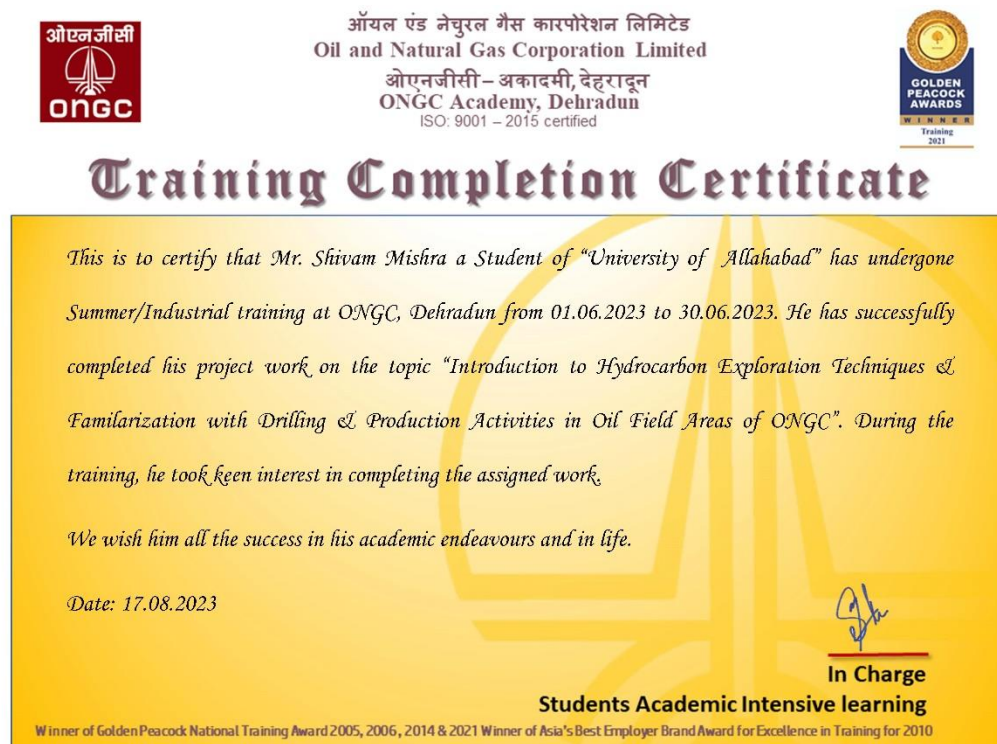 ओएनजीसी
ONGC
ऑयल एंड नेचुरल गैस कारपोरेशन लिमिटेड
Oil and Natural Gas Corporation Limited
ओएनजीसी – अकादमी, देहरादून
ONGC Academy, Dehradun
ISO: 9001 – 2015 certified
GOLDEN
PEACOCK
AWARDS
WINNER
Training
2021
Training Completion Certificate
This is to certify that Mr. Shivam Mishra a Student of “University of Allahabad” has undergone
Summer/Industrial training at ONGC, Dehradun from 01.06.2023 to 30.06.2023. He has successfully
completed his project work on the topic “Introduction to Hydrocarbon Exploration Techniques &
Familarization with Drilling & Production Activities in Oil Field Areas of ONGC”. During the
training, he took keen interest in completing the assigned work.
We wish him all the success in his academic endeavours and in life.
Date: 17.08.2023
In Charge
Students Academic Intensive learning
Winner of Golden Peacock National Training Award 2005, 2006, 2014 & 2021 Winner of Asia's Best Employer Brand Award for Excellence in Training for 2010